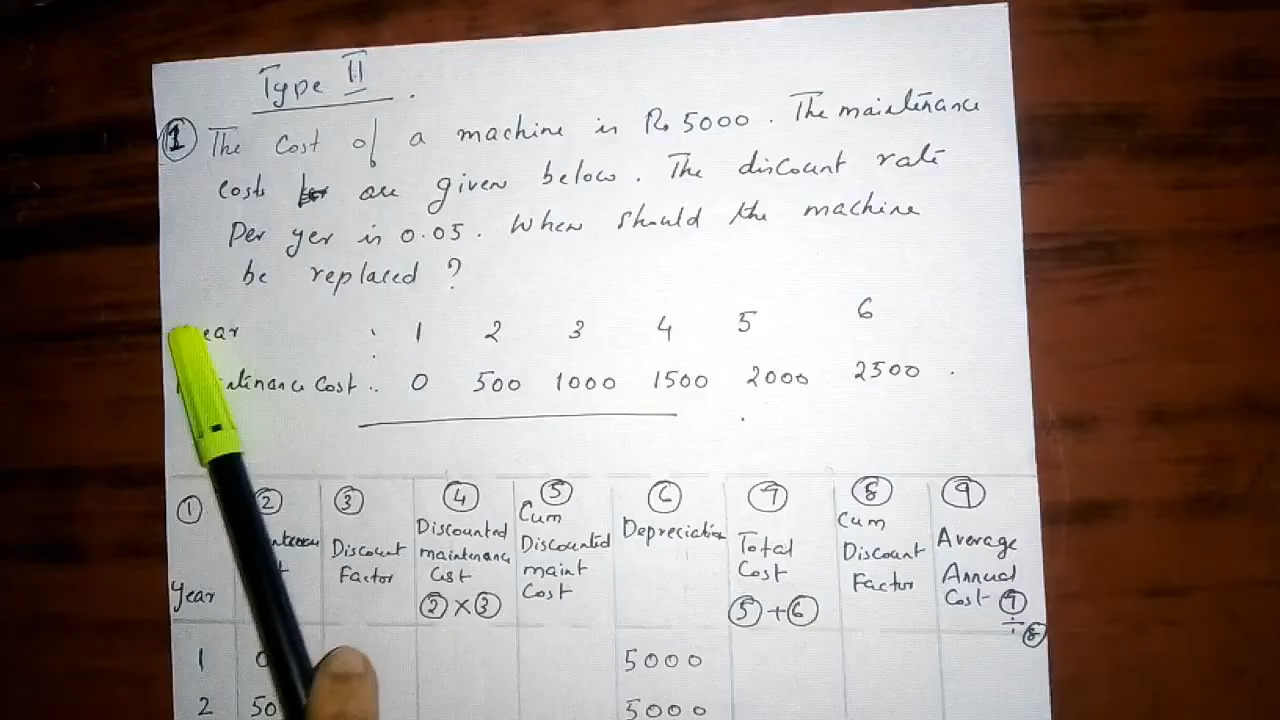 Type II.
① The Cost of a machine is Rs 5000. The maintenance
costs are given below. The discount rate
Per yer is 0.05. When should the machine
be replaced ?
ear : 1 2 3 4 5 6
Cost : 0 500 1000 1500 2000 2500.
① ② ③ ④ ⑤ ⑥ ⑦ ⑧ ⑨
Year
Discount
Factor
Discounted
maintenance
Cost
② × ③
Cum
Discounted
maint
Cost
Depreciation
Total
Cost
⑤ + ⑥
Cum
Discount
Factor
Average
Annual
Cost ⑦
÷ ⑧
1 0 5000
2 50 5000